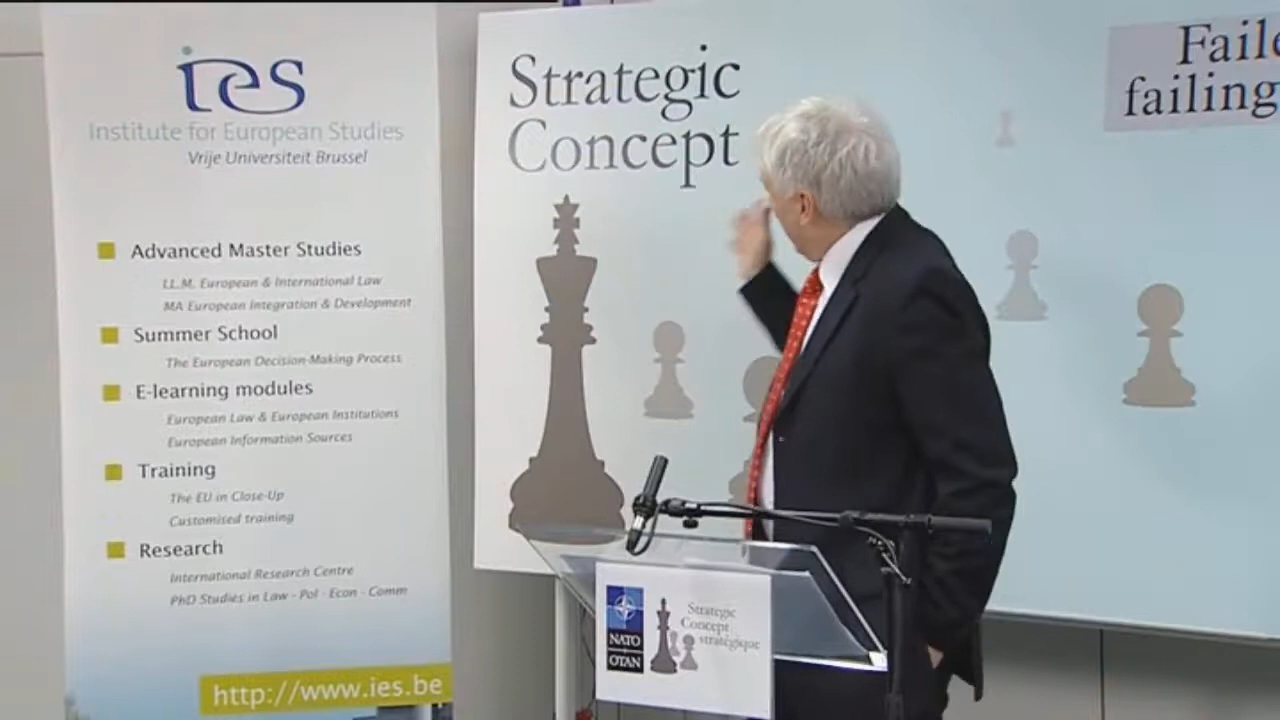 ies
Institute for European Studies
Vrije Universiteit Brussel
Advanced Master Studies
LL.M. European & International Law
MA European Integration & Development
Summer School
The European Decision-Making Process
E-learning modules
European Law & European Institutions
European Information Sources
Training
The EU in Close-Up
Customised training
Research
International Research Centre
PhD Studies in Law - Pol - Econ - Comm
http://www.ies.be
Strategic
Concept
Faile
failing
NATO
OTAN
Strategic
Concept
stratégique